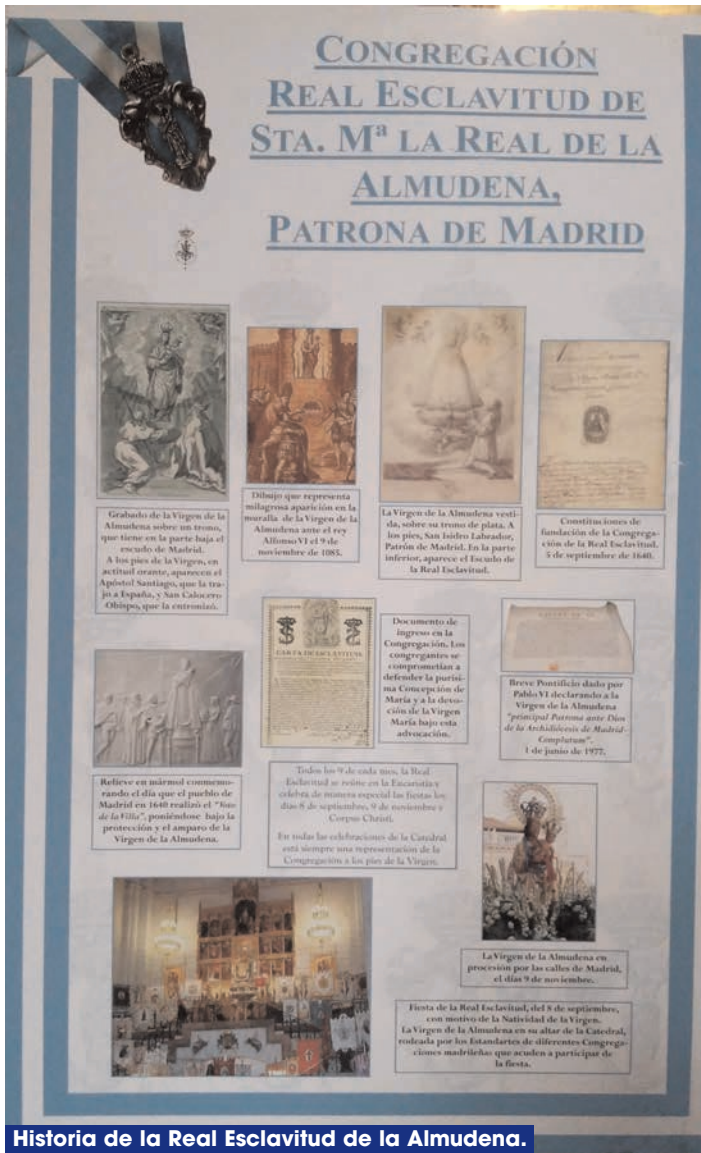 CONGREGACIÓN
REAL ESCLAVITUD DE
STA. Mª LA REAL DE LA
ALMUDENA,
PATRONA DE MADRID
Grabado de la Virgen de la
Almudena sobre un trono,
que tiene en la parte baja el
escudo de Madrid.
A los pies de la Virgen, en
actitud orante, aparecen el
Apóstol Santiago, que la tra-
jo a España, y San Calocero
Obispo, que la entronizó.
Dibujo que representa
milagrosa aparición en la
muralla de la Virgen de la
Almudena ante el rey
Alfonso VI el 9 de
noviembre de 1085.
La Virgen de la Almudena vesti-
da, sobre su trono de plata. A
los pies, San Isidro Labrador,
Patrón de Madrid. En la parte
inferior, aparece el Escudo de
la Real Esclavitud.
Constituciones de
fundación de la Congrega-
ción de la Real Esclavitud.
5 de septiembre de 1640.
CARTA DE ESCLAVITUD
Documento de
ingreso en la
Congregación. Los
congregantes se
comprometían a
defender la purísi-
ma Concepción de
María y a la devo-
ción de la Virgen
María bajo esta
advocación.
Breve Pontificio dado por
Pablo VI declarando a la
Virgen de la Almudena
"principal Patrona ante Dios
de la Archidiócesis de Madrid-
Complutum".
1 de junio de 1977.
Relieve en mármol conmemo-
rando el día que el pueblo de
Madrid en 1640 realizó el "Voto
de la Villa", poniéndose bajo la
protección y el amparo de la
Virgen de la Almudena.
Todos los 9 de cada mes, la Real
Esclavitud se reúne en la Eucaristía y
celebra de manera especial las fiestas los
días 8 de septiembre, 9 de noviembre y
Corpus Christi.
En todas las celebraciones de la Catedral
está siempre una representación de la
Congregación a los pies de la Virgen.
La Virgen de la Almudena en
procesión por las calles de Madrid,
el días 9 de noviembre.
Fiesta de la Real Esclavitud, del 8 de septiembre,
con motivo de la Natividad de la Virgen.
La Virgen de la Almudena en su altar de la Catedral,
rodeada por los Estandartes de diferentes Congrega-
ciones madrileñas que acuden a participar de
la fiesta.
Historia de la Real Esclavitud de la Almudena.